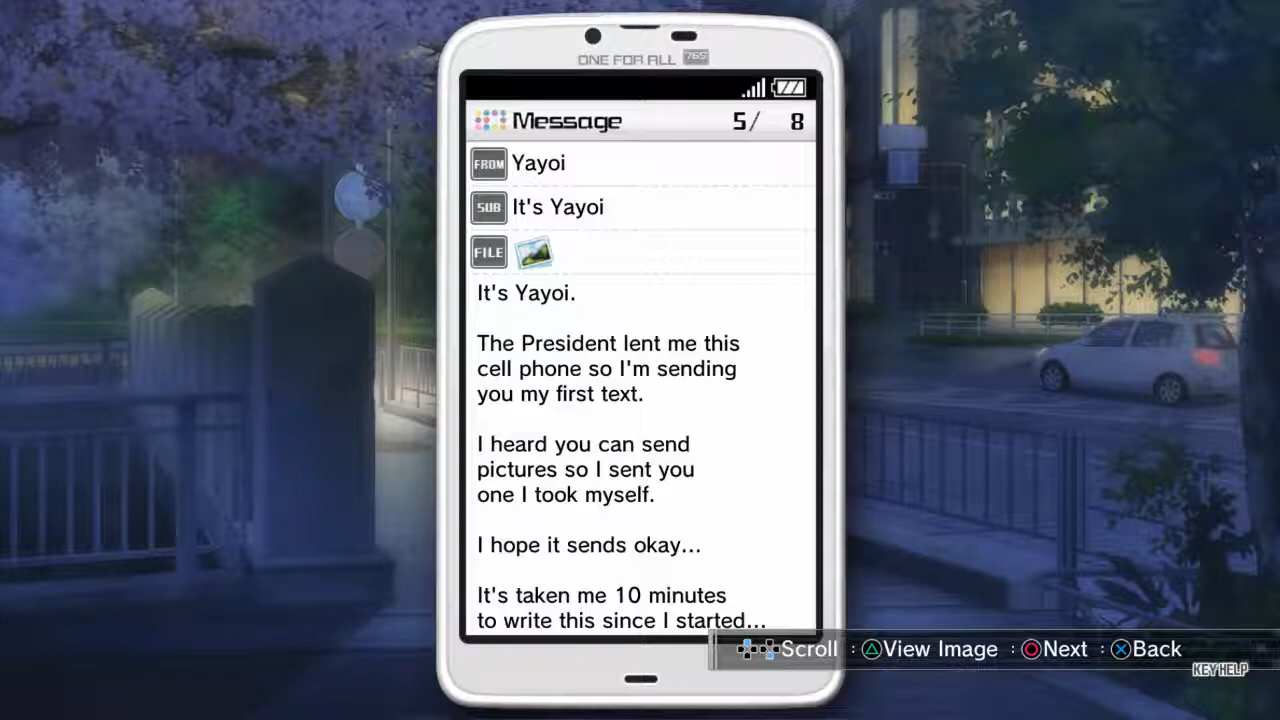 ONE FOR ALL 765
Message 5/ 8
FROM Yayoi
SUB It's Yayoi
FILE
It's Yayoi.
The President lent me this
cell phone so I'm sending
you my first text.
I heard you can send
pictures so I sent you
one I took myself.
I hope it sends okay...
It's taken me 10 minutes
to write this since I started...
Scroll : View Image : Next : Back
KEY HELP